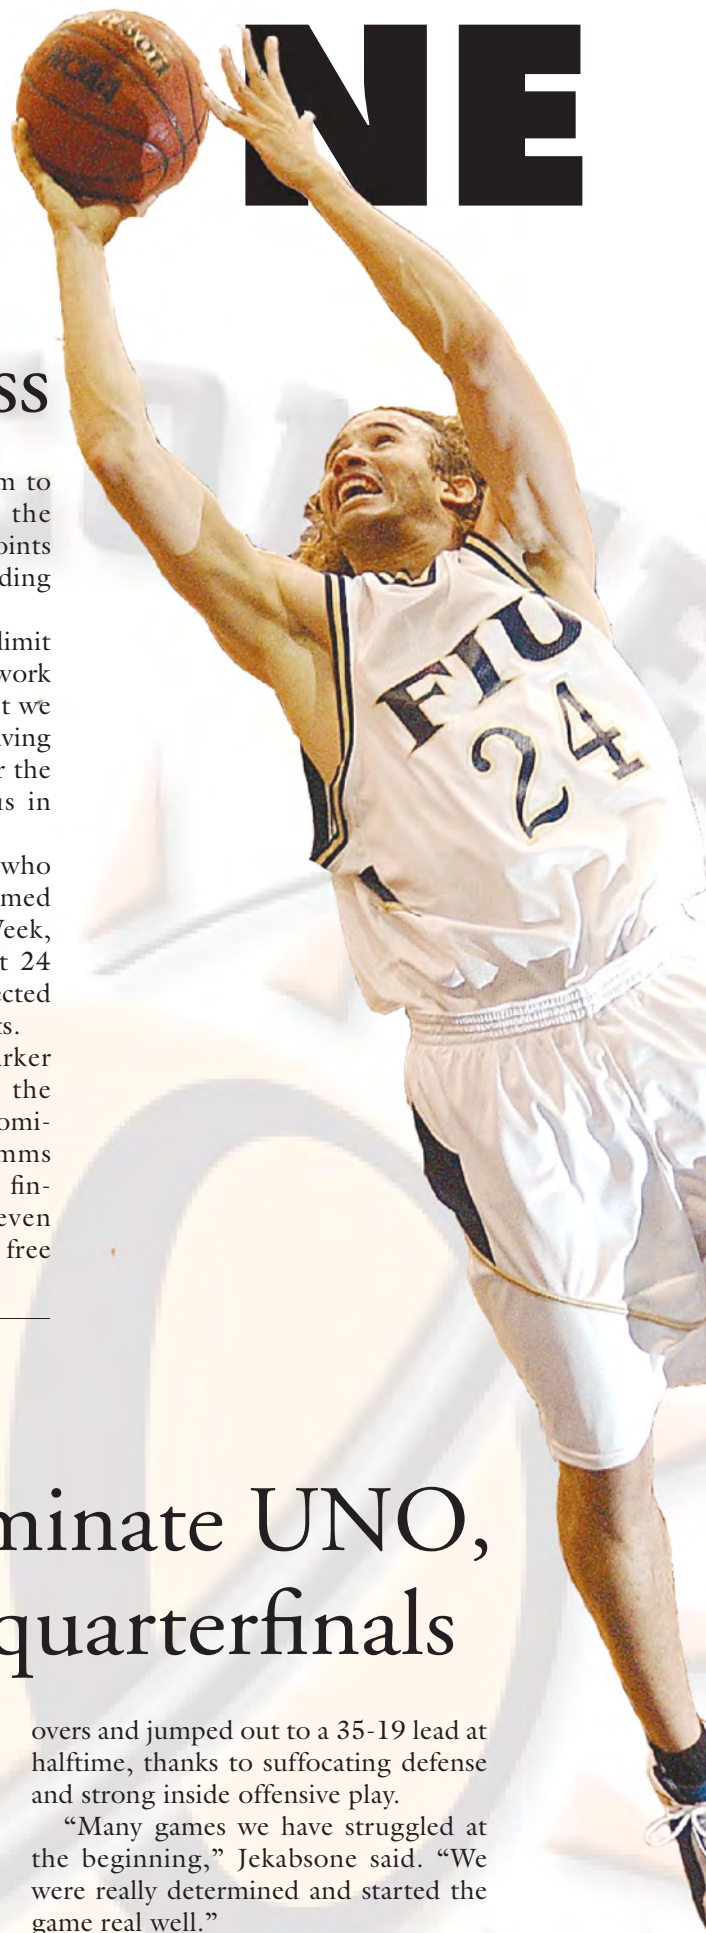 NE
ss
m to
the
oints
ding
limit
work
t we
ving
r the
us in
who
med
Week,
t 24
ected
ts.
rker
the
omi-
mms
fin-
even
free
FIU
24
minate UNO,
quarterfinals
overs and jumped out to a 35-19 lead at
halftime, thanks to suffocating defense
and strong inside offensive play.
“Many games we have struggled at
the beginning,” Jekabsone said. “We
were really determined and started the
game real well.”